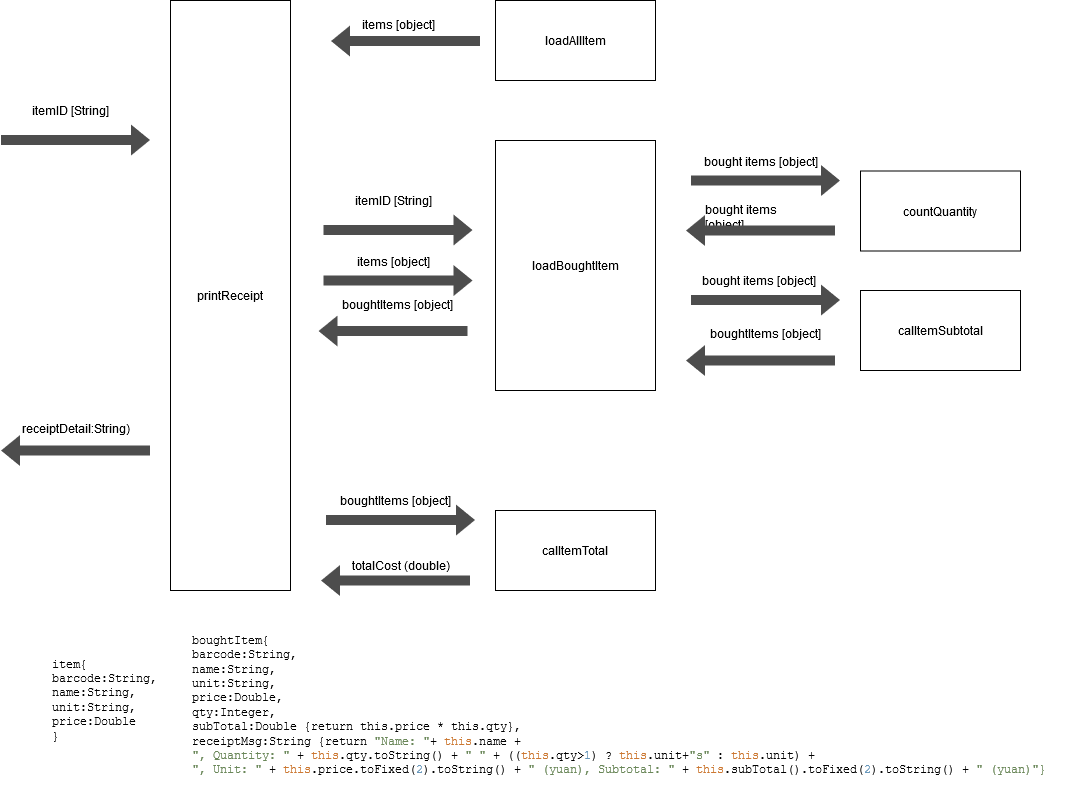 items [object]
loadAllItem
itemID [String]
bought items [object]
itemID [String]
bought items
[object]
countQuantity
items [object]
loadBoughtItem
bought items [object]
printReceipt
boughtItems [object]
boughtItems [object]
calItemSubtotal
receiptDetail:String)
boughtItems [object]
calItemTotal
totalCost (double)
item{
barcode:String,
name:String,
unit:String,
price:Double
}
boughtItem{
barcode:String,
name:String,
unit:String,
price:Double,
qty:Integer,
subTotal:Double {return this.price * this.qty},
receiptMsg:String {return "Name: "+ this.name +
", Quantity: " + this.qty.toString() + " " + ((this.qty>1) ? this.unit+"s" : this.unit) +
", Unit: " + this.price.toFixed(2).toString() + " (yuan), Subtotal: " + this.subTotal().toFixed(2).toString() + " (yuan)"}